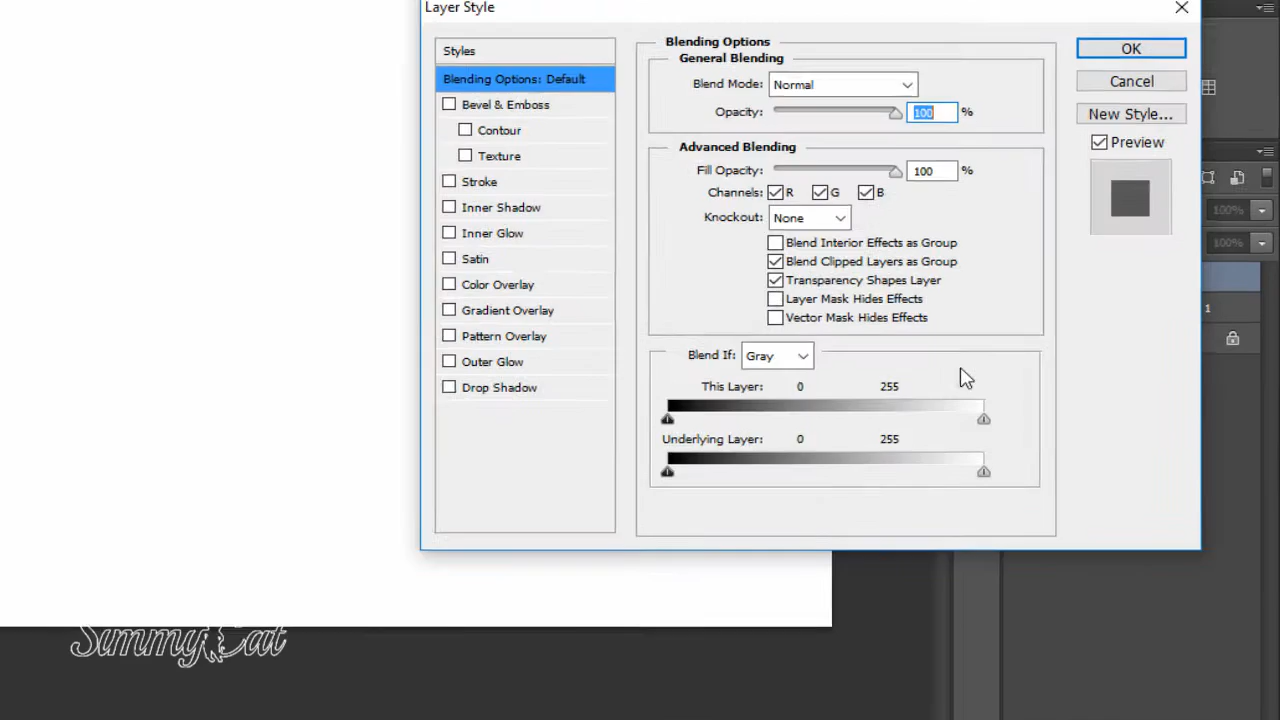 Layer Style
Styles
Blending Options: Default
Bevel & Emboss
Contour
Texture
Stroke
Inner Shadow
Inner Glow
Satin
Color Overlay
Gradient Overlay
Pattern Overlay
Outer Glow
Drop Shadow
Blending Options
General Blending
Blend Mode: Normal
Opacity: 100 %
Advanced Blending
Fill Opacity: 100 %
Channels: R G B
Knockout: None
Blend Interior Effects as Group
Blend Clipped Layers as Group
Transparency Shapes Layer
Layer Mask Hides Effects
Vector Mask Hides Effects
Blend If: Gray
This Layer: 0 255
Underlying Layer: 0 255
OK
Cancel
New Style...
Preview
100%
100%
1
SimmyCat